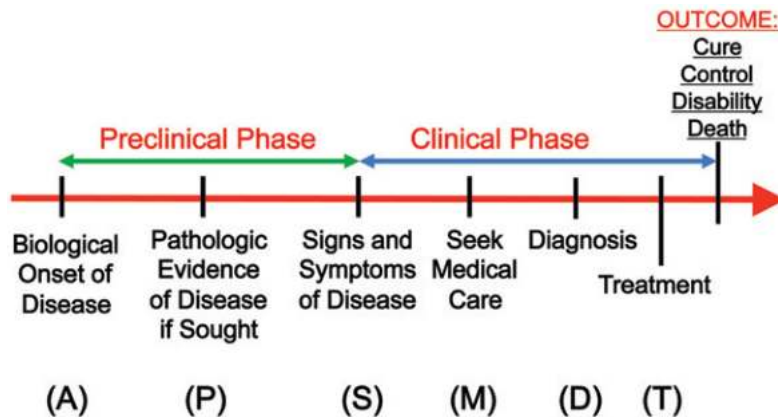 OUTCOME:
Cure
Control
Disability
Death
Preclinical Phase
Clinical Phase
Biological
Onset of
Disease
Pathologic
Evidence
of Disease
if Sought
Signs and
Symptoms
of Disease
Seek
Medical
Care
Diagnosis
Treatment
(A)
(P)
(S)
(M)
(D)
(T)